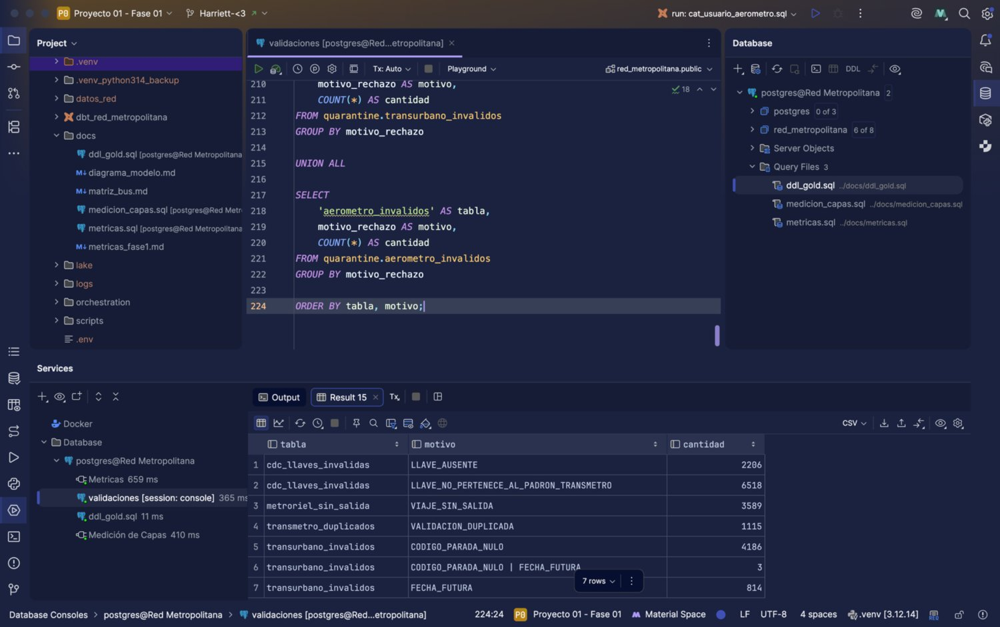 P0 Proyecto 01 - Fase 01 Harriett-<3 run: cat_usuario_aerometro.sql
Project
.venv
.venv_python314_backup
datos_red
dbt_red_metropolitana
docs
ddl_gold.sql [postgres@Red Metropolitana
diagrama_modelo.md
matriz_bus.md
medicion_capas.sql [postgres@Red Metr
metricas.sql [postgres@Red Metropolitana
metricas_fase1.md
lake
logs
orchestration
scripts
.env
validaciones [postgres@Red...etropolitana]
Tx: Auto Playground red_metropolitana.public
18
210 motivo_rechazo AS motivo,
211 COUNT(*) AS cantidad
212 FROM quarantine.transurbano_invalidos
213 GROUP BY motivo_rechazo
214
215 UNION ALL
216
217 SELECT
218 'aerometro_invalidos' AS tabla,
219 motivo_rechazo AS motivo,
220 COUNT(*) AS cantidad
221 FROM quarantine.aerometro_invalidos
222 GROUP BY motivo_rechazo
223
224 ORDER BY tabla, motivo;
Database
DDL
postgres@Red Metropolitana 2
postgres 0 of 3
red_metropolitana 6 of 8
Server Objects
Query Files 3
ddl_gold.sql ../docs/ddl_gold.sql
medicion_capas.sql ../docs/medicion_capas.sql
metricas.sql ../docs/metricas.sql
Services
Docker
Database
postgres@Red Metropolitana
Metricas 659 ms
validaciones [session: console] 365 ms
ddl_gold.sql 11 ms
Medición de Capas 410 ms
Output Result 15 Tx
CSV
tabla motivo cantidad
1 cdc_llaves_invalidas LLAVE_AUSENTE 2206
2 cdc_llaves_invalidas LLAVE_NO_PERTENECE_AL_PADRON_TRANSMETRO 6518
3 metroriel_sin_salida VIAJE_SIN_SALIDA 3589
4 transmetro_duplicados VALIDACION_DUPLICADA 1115
5 transurbano_invalidos CODIGO_PARADA_NULO 4186
6 transurbano_invalidos CODIGO_PARADA_NULO | FECHA_FUTURA 3
7 transurbano_invalidos FECHA_FUTURA 814
7 rows
Database Consoles > postgres@Red Metropolitana > validaciones [postgres@Red...etropolitana] 224:24 P0 Proyecto 01 - Fase 01 Material Space LF UTF-8 4 spaces .venv [3.12.14] REQ